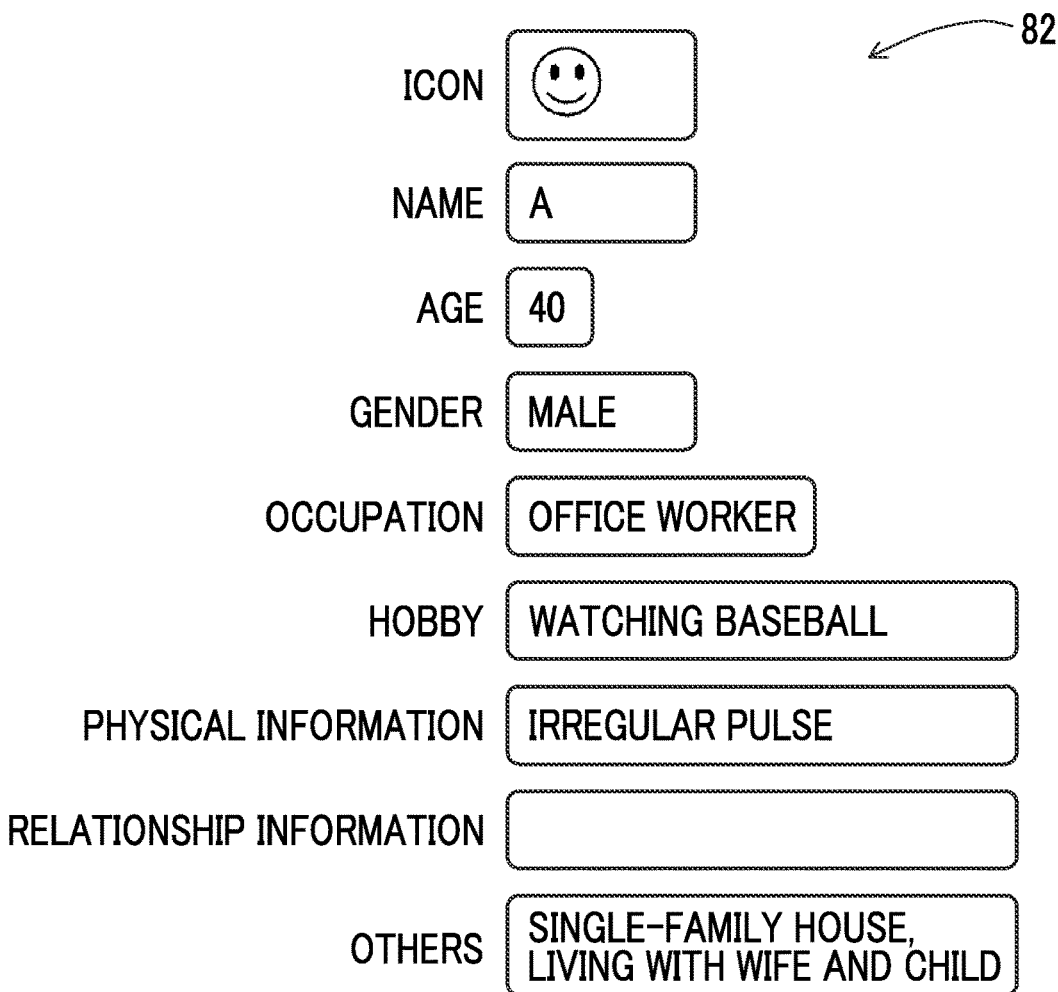 82
ICON
NAME A
AGE 40
GENDER MALE
OCCUPATION OFFICE WORKER
HOBBY WATCHING BASEBALL
PHYSICAL INFORMATION IRREGULAR PULSE
RELATIONSHIP INFORMATION
OTHERS SINGLE-FAMILY HOUSE,
LIVING WITH WIFE AND CHILD